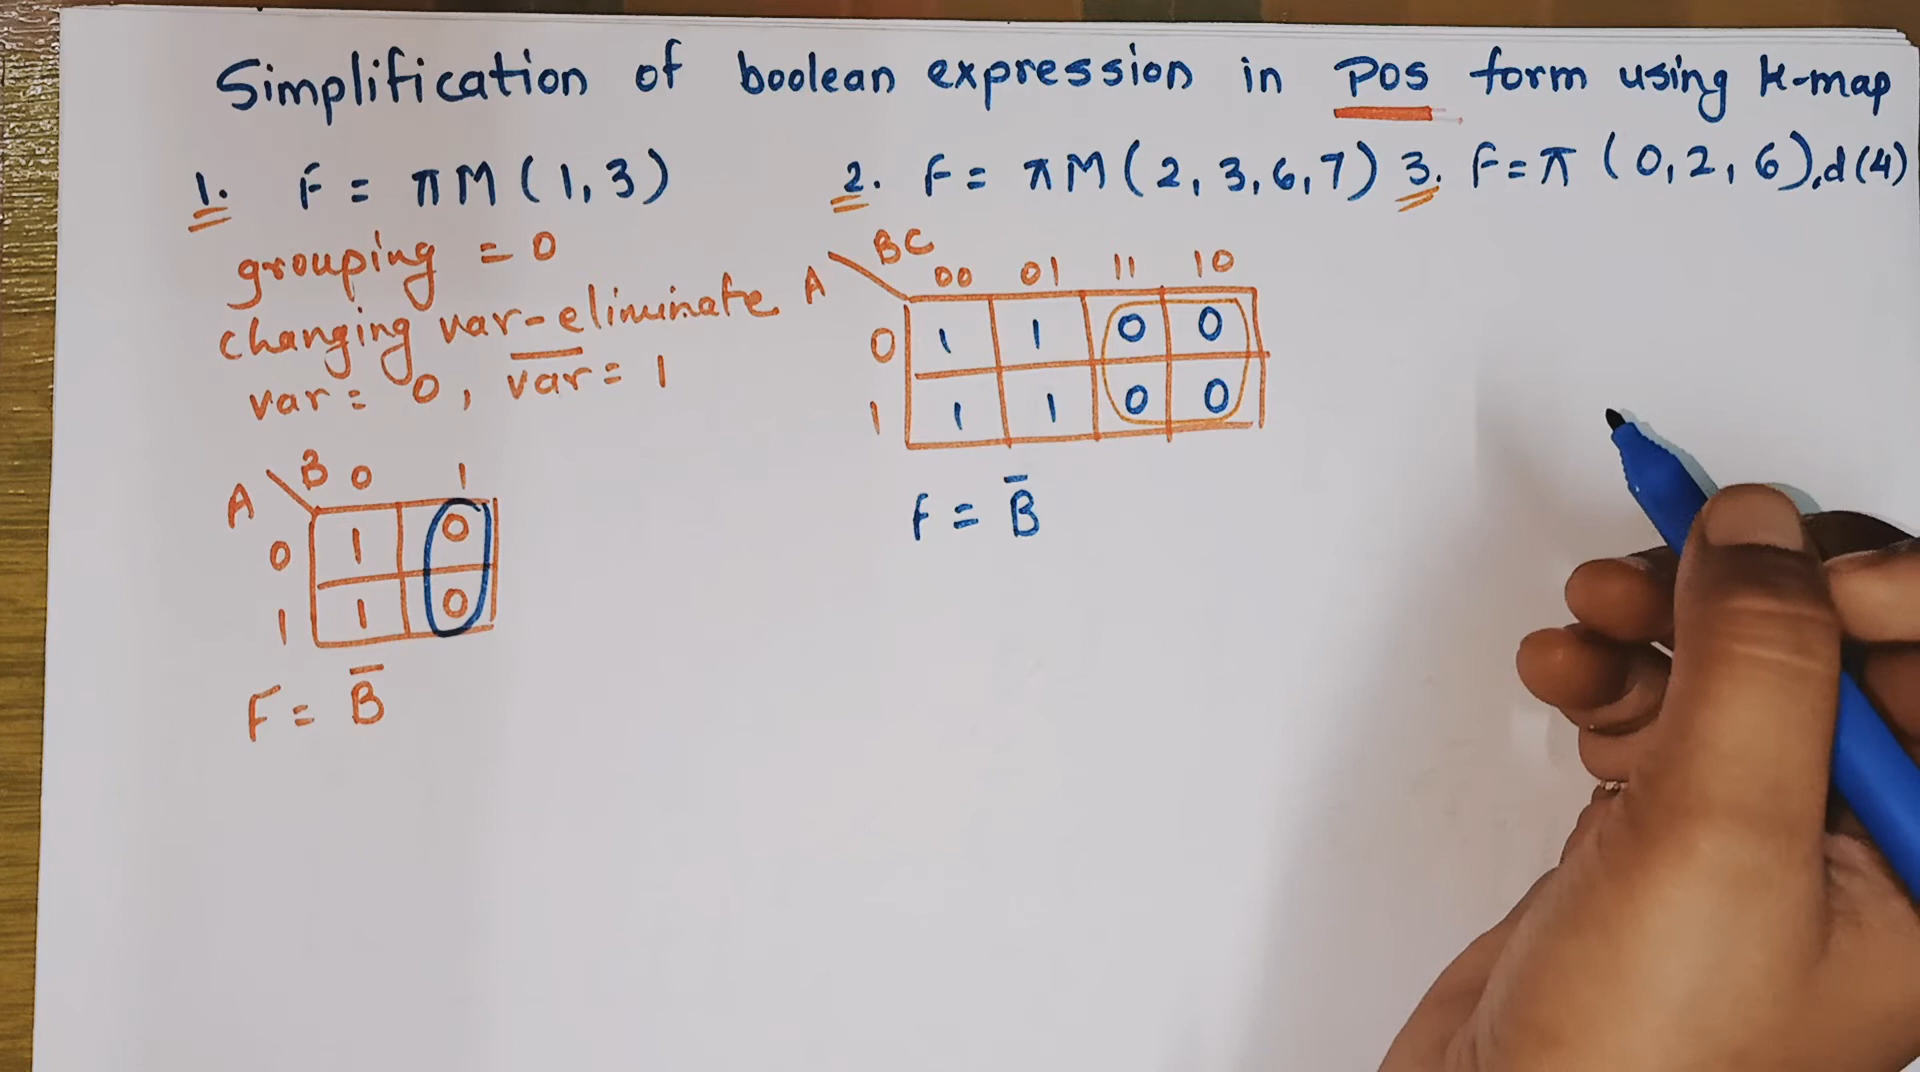 Simplification of boolean expression in POS form using k-map
1. F = πM (1,3)
2. F = πM (2,3,6,7)
3. F=π (0,2,6),d(4)
grouping = 0
changing var-eliminate
var = 0, v̅a̅r̅ = 1
A \ B 0 1
0 1 0
1 1 0
F = B̅
A \ BC 00 01 11 10
0 1 1 0 0
1 1 1 0 0
F = B̅